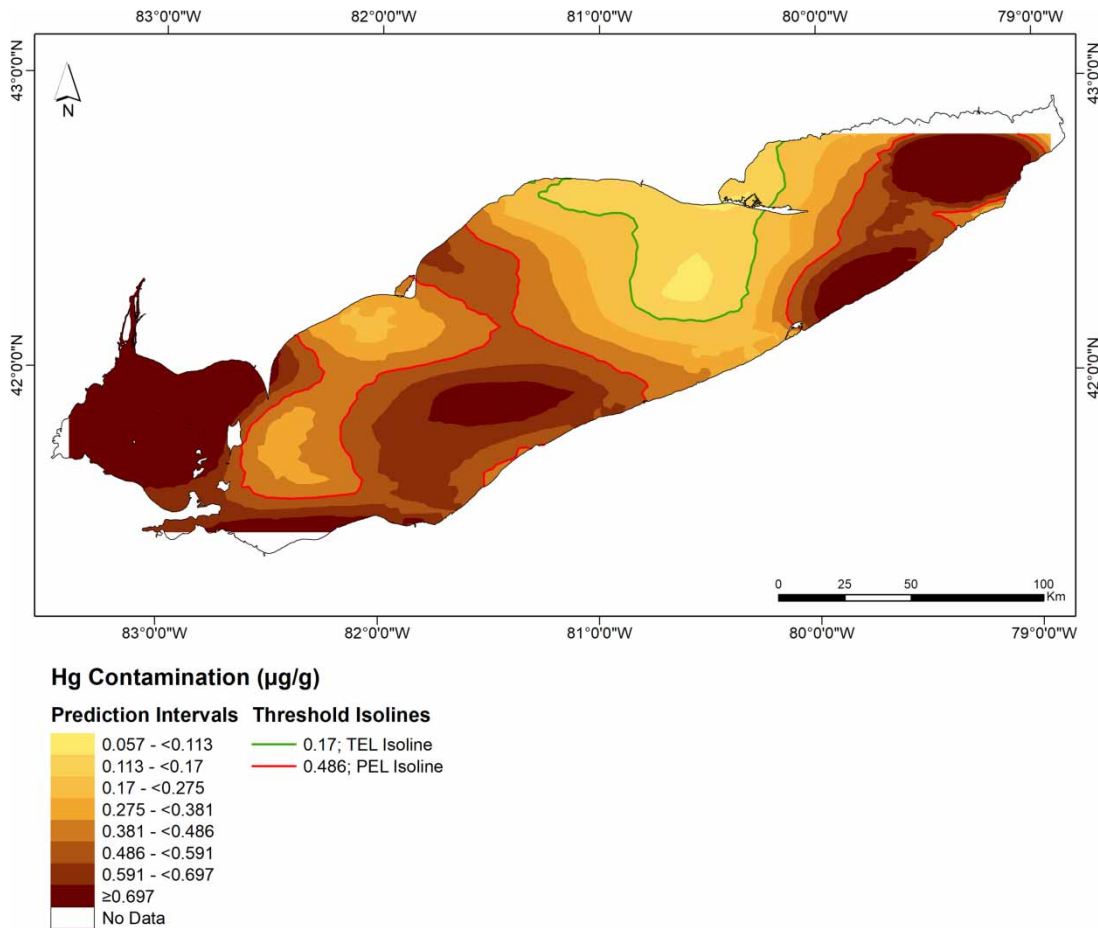 83°0'0"W 82°0'0"W 81°0'0"W 80°0'0"W 79°0'0"W
43°0'0"N 43°0'0"N
N
42°0'0"N 42°0'0"N
0 25 50 100
Km
83°0'0"W 82°0'0"W 81°0'0"W 80°0'0"W 79°0'0"W
Hg Contamination (µg/g)
Prediction Intervals Threshold Isolines
0.057 - <0.113 0.17; TEL Isoline
0.113 - <0.17 0.486; PEL Isoline
0.17 - <0.275
0.275 - <0.381
0.381 - <0.486
0.486 - <0.591
0.591 - <0.697
≥0.697
No Data